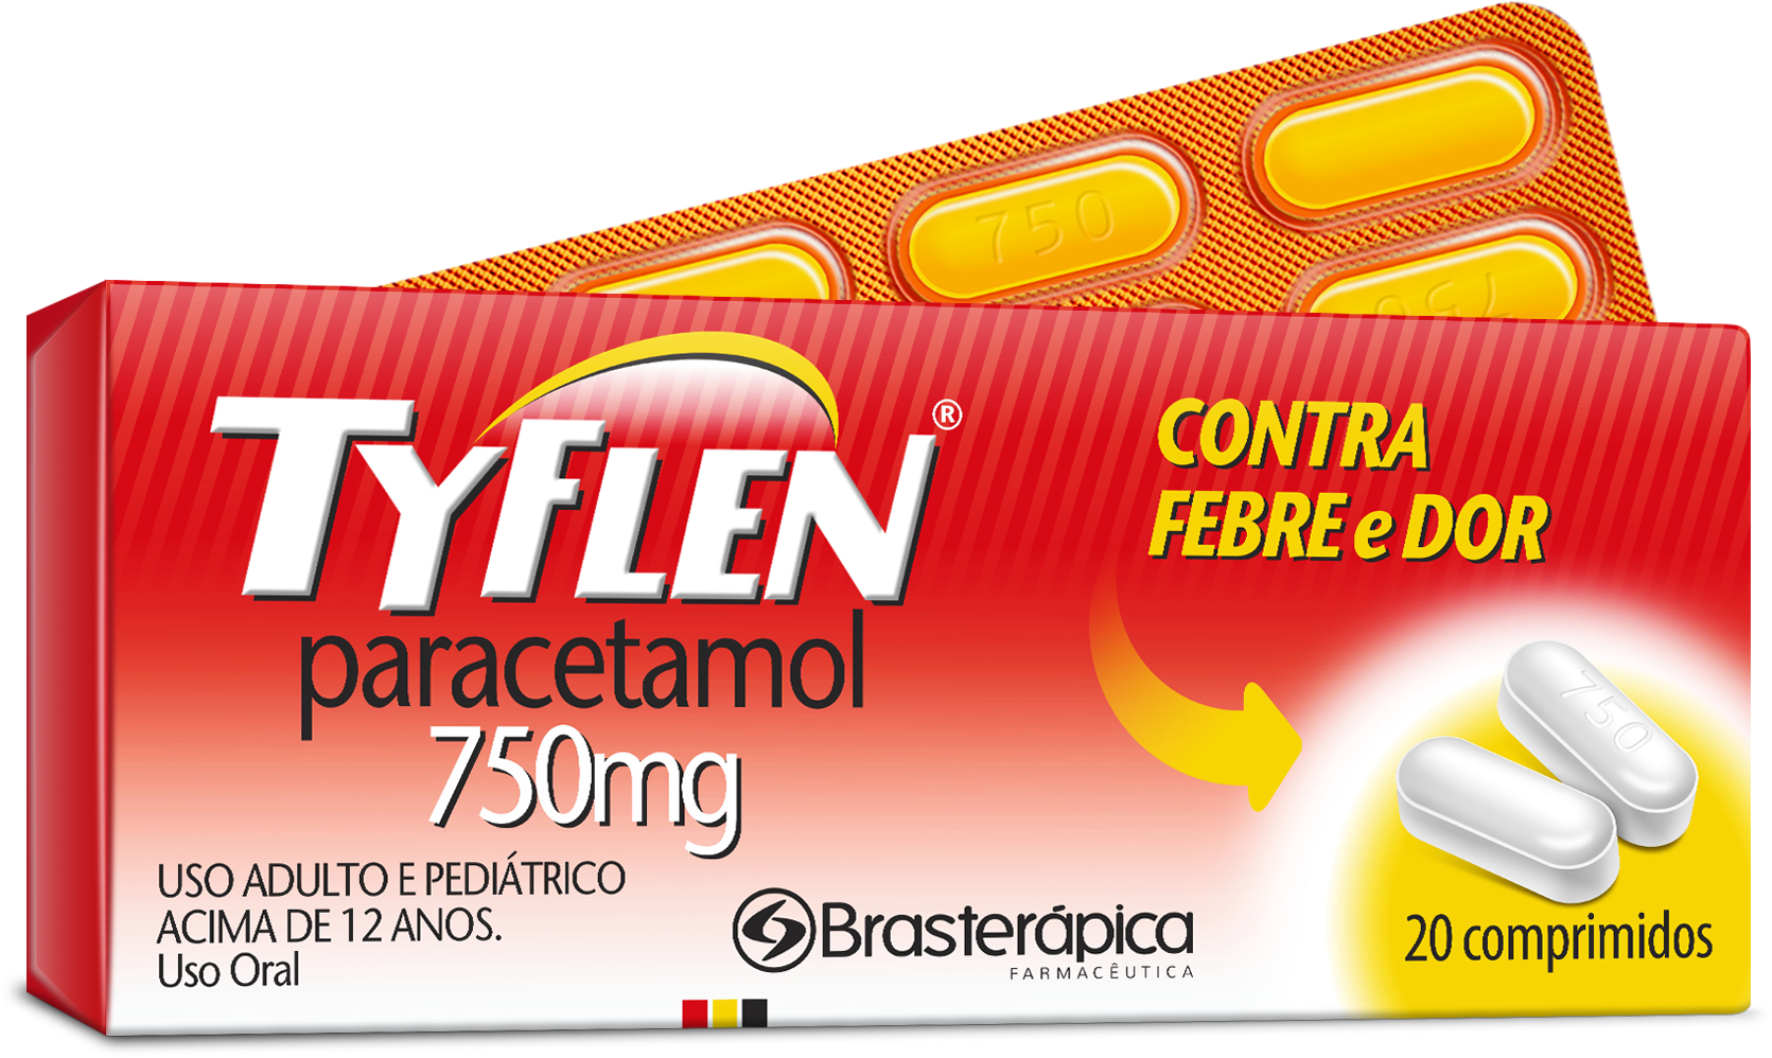 750
750
TYFLEN®
paracetamol
750mg
CONTRA
FEBRE e DOR
USO ADULTO E PEDIÁTRICO
ACIMA DE 12 ANOS.
Uso Oral
Brasterápica
FARMACÊUTICA
750
20 comprimidos